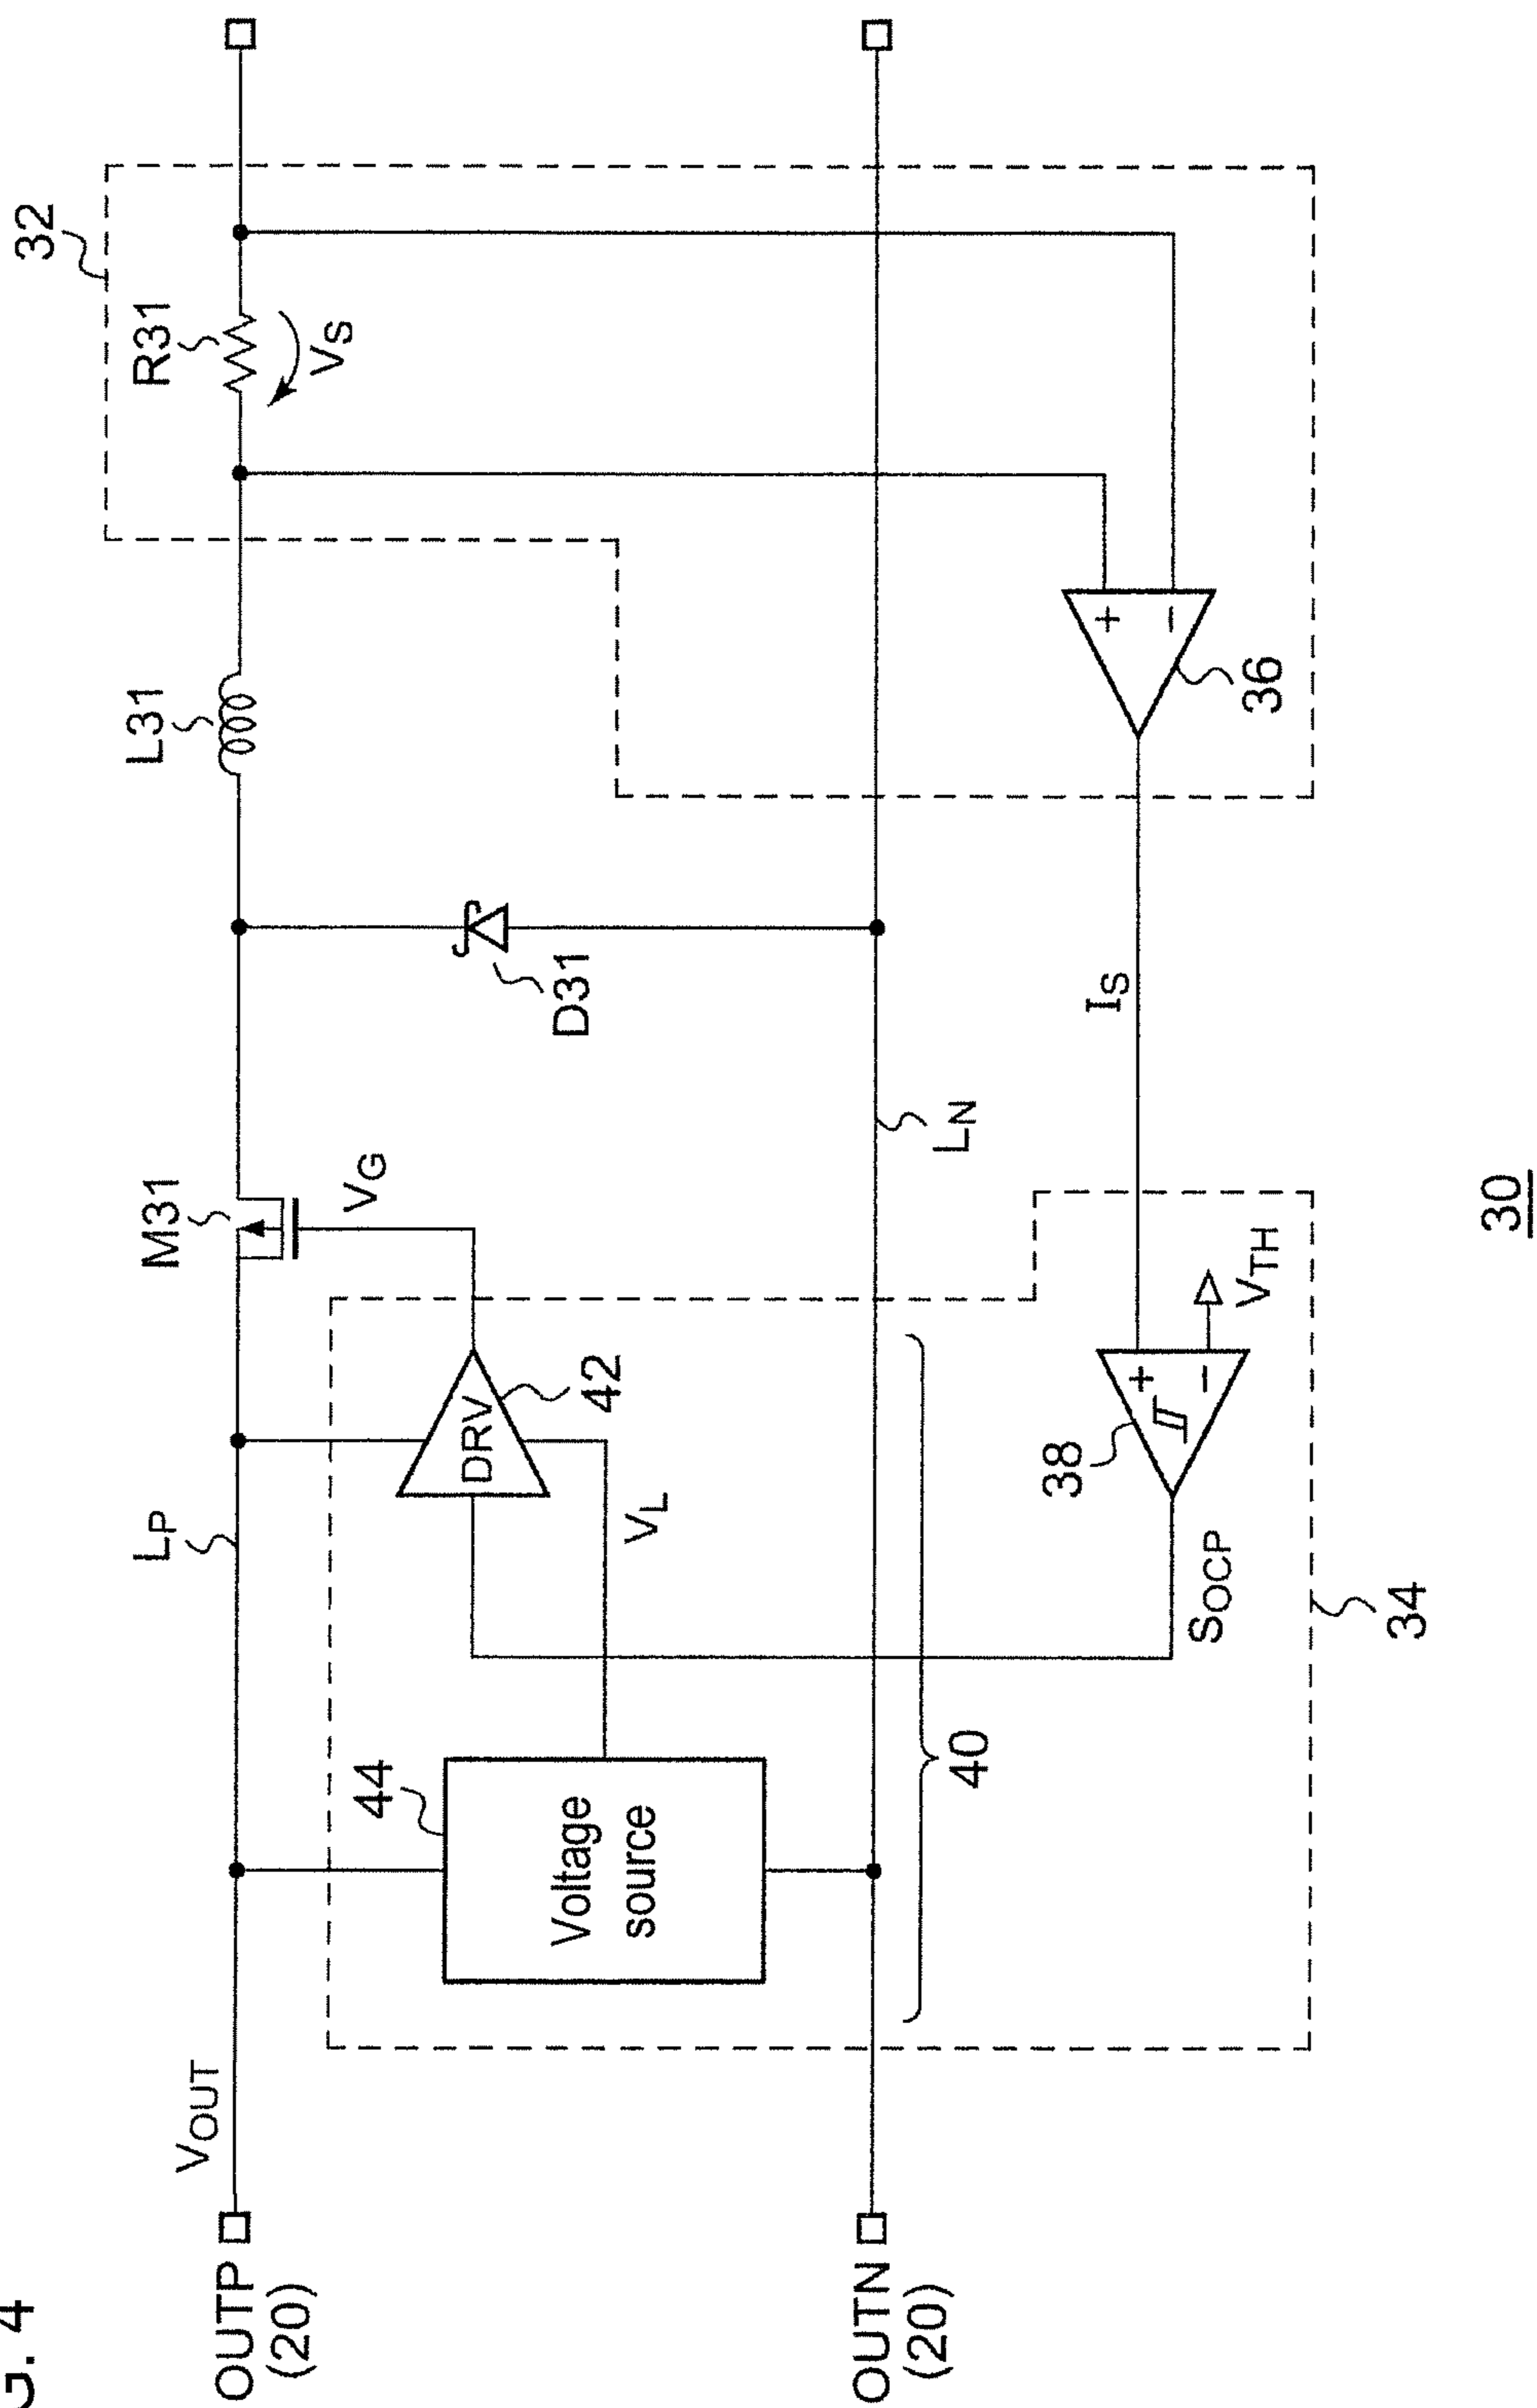 G. 4
OUTP
(20)
VOUT
LP
M31
VG
L31
R31
VS
32
44
Voltage
source
DRV
42
VL
D31
OUTN
(20)
LN
40
38
+
−
VTH
SOCP
IS
36
+
−
34
30